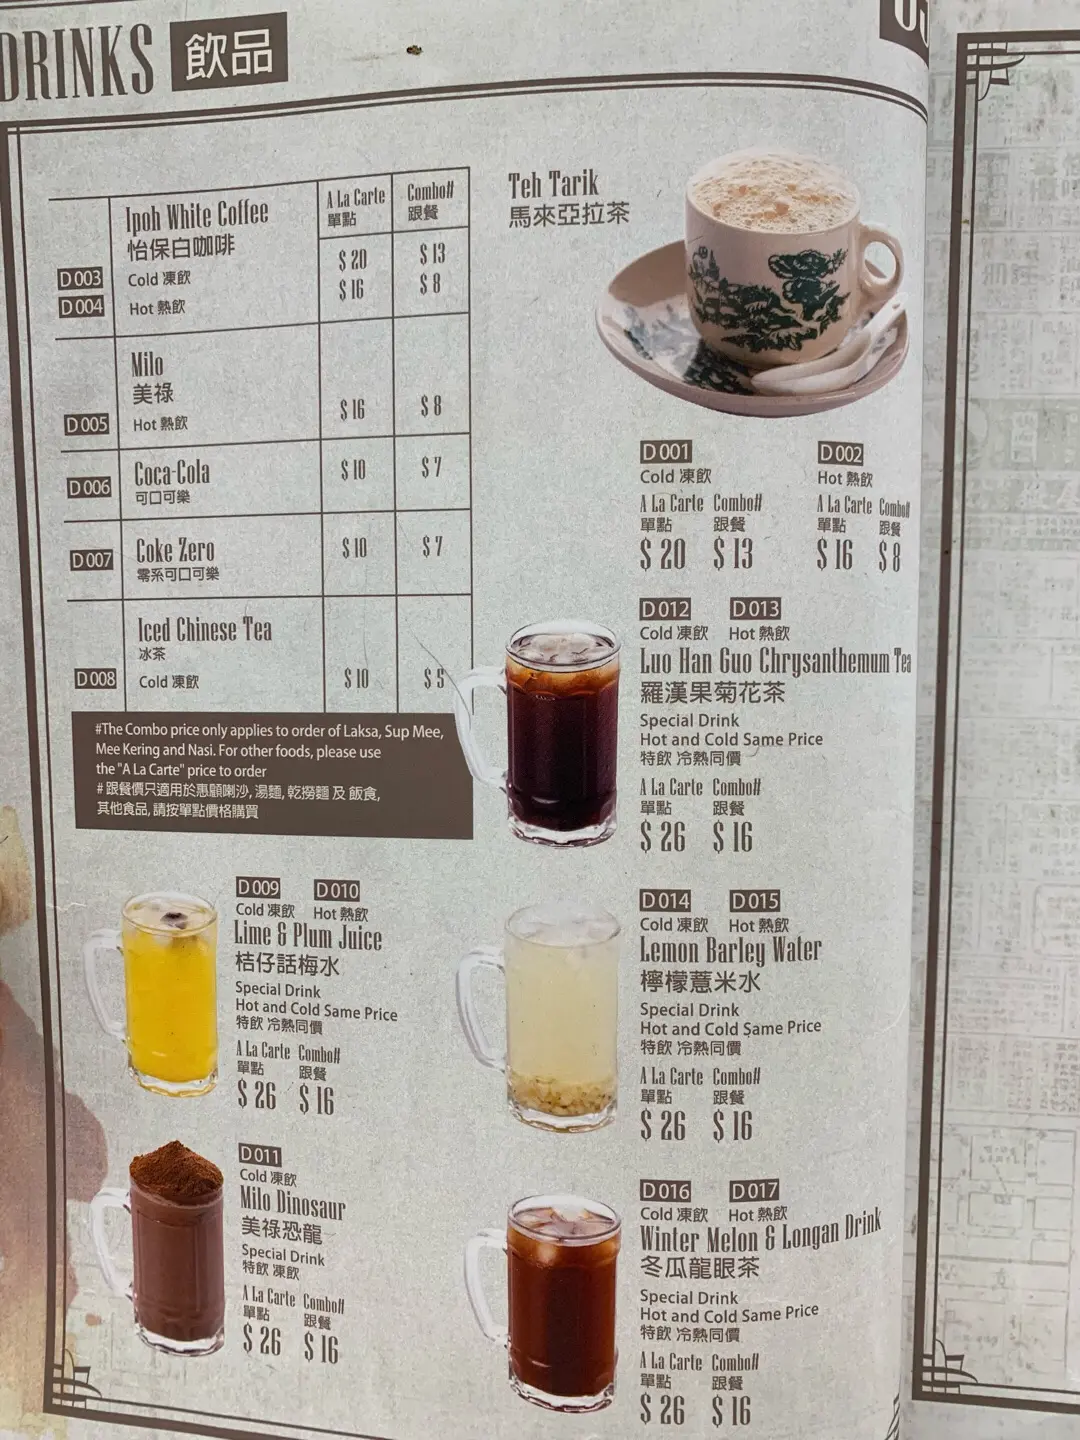 DRINKS 飲品
A La Carte Combo#
單點 跟餐
Ipoh White Coffee
怡保白咖啡
D003 Cold 凍飲 $20 $13
D004 Hot 熱飲 $16 $8
Milo
美祿
D005 Hot 熱飲 $16 $8
D006 Coca-Cola $10 $7
可口可樂
D007 Coke Zero $10 $7
零系可口可樂
Iced Chinese Tea
冰茶
D008 Cold 凍飲 $10 $5
#The Combo price only applies to order of Laksa, Sup Mee,
Mee Kering and Nasi. For other foods, please use
the "A La Carte" price to order
# 跟餐價只適用於惠顧喇沙, 湯麵, 乾撈麵 及 飯食,
其他食品, 請按單點價格購買
Teh Tarik
馬來亞拉茶
D001 D002
Cold 凍飲 Hot 熱飲
A La Carte Combo# A La Carte Combo#
單點 跟餐 單點 跟餐
$20 $13 $16 $8
D012 D013
Cold 凍飲 Hot 熱飲
Luo Han Guo Chrysanthemum Tea
羅漢果菊花茶
Special Drink
Hot and Cold Same Price
特飲 冷熱同價
A La Carte Combo#
單點 跟餐
$26 $16
D009 D010
Cold 凍飲 Hot 熱飲
Lime & Plum Juice
桔仔話梅水
Special Drink
Hot and Cold Same Price
特飲 冷熱同價
A La Carte Combo#
單點 跟餐
$26 $16
D014 D015
Cold 凍飲 Hot 熱飲
Lemon Barley Water
檸檬薏米水
Special Drink
Hot and Cold Same Price
特飲 冷熱同價
A La Carte Combo#
單點 跟餐
$26 $16
D011
Cold 凍飲
Milo Dinosaur
美祿恐龍
Special Drink
特飲 凍飲
A La Carte Combo#
單點 跟餐
$26 $16
D016 D017
Cold 凍飲 Hot 熱飲
Winter Melon & Longan Drink
冬瓜龍眼茶
Special Drink
Hot and Cold Same Price
特飲 冷熱同價
A La Carte Combo#
單點 跟餐
$26 $16